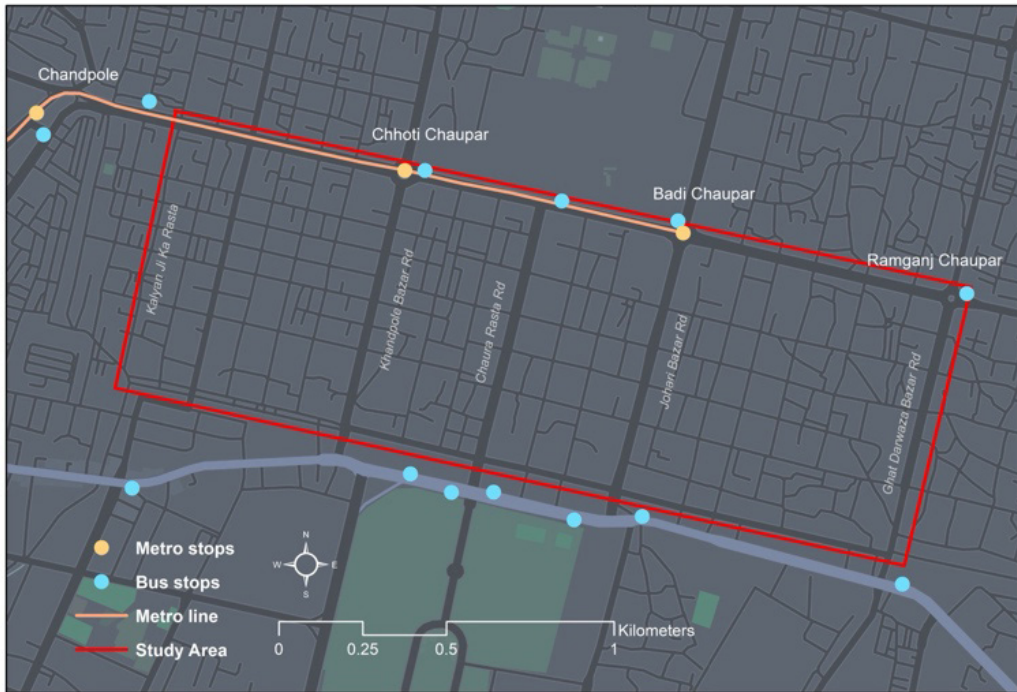 Chandpole
Chhoti Chaupar
Badi Chaupar
Ramganj Chaupar
Kalyan Ji Ka Rasta
Khandpole Bazar Rd
Chaura Rasta Rd
Johari Bazar Rd
Ghat Darwaza Bazar Rd
Metro stops
Bus stops
Metro line
Study Area
N
W E
S
Kilometers
0 0.25 0.5 1